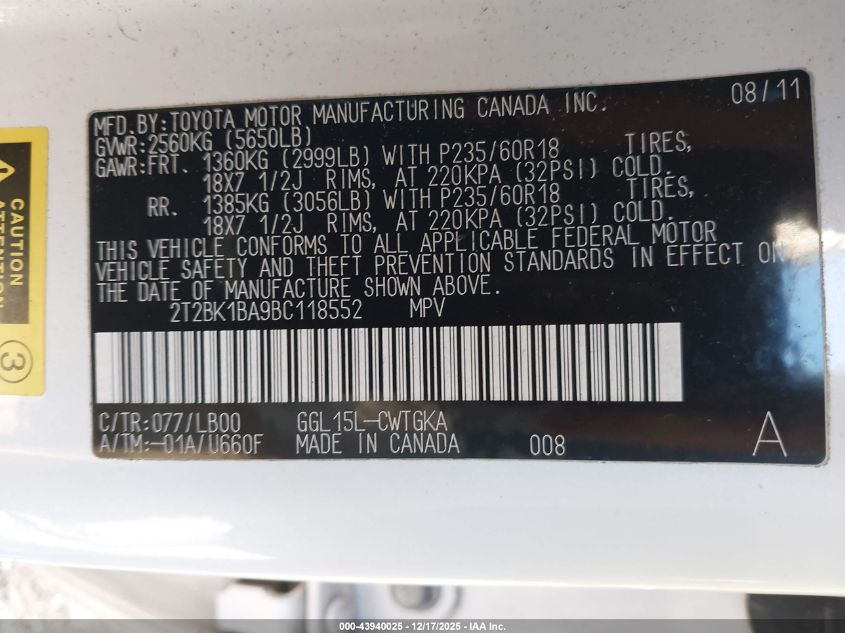 MFD.BY:TOYOTA MOTOR MANUFACTURING CANADA INC. 08/11
GVWR:2560KG (5650LB)
GAWR:FRT. 1360KG (2999LB) WITH P235/60R18 TIRES,
18X7 1/2J RIMS, AT 220KPA (32PSI) COLD.
RR. 1385KG (3056LB) WITH P235/60R18 TIRES,
18X7 1/2J RIMS, AT 220KPA (32PSI) COLD.
THIS VEHICLE CONFORMS TO ALL APPLICABLE FEDERAL MOTOR
VEHICLE SAFETY AND THEFT PREVENTION STANDARDS IN EFFECT ON
THE DATE OF MANUFACTURE SHOWN ABOVE.
2T2BK1BA9BC118552 MPV
C/TR:077/LB00 GGL15L-CWTGKA
A/TM:-01A/U660F MADE IN CANADA 008 A
CAUTION
ATTENTION
3
000-43940025 - 12/17/2025 - IAA Inc.